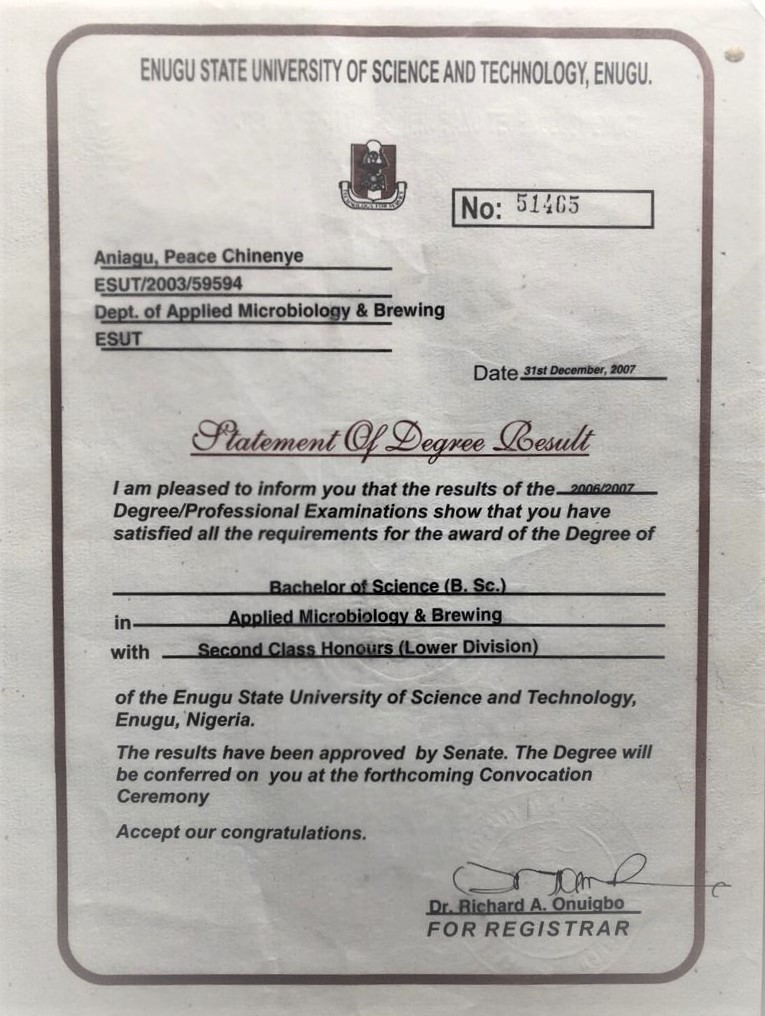 ENUGU STATE UNIVERSITY OF SCIENCE AND TECHNOLOGY, ENUGU.
No: 51465
Aniagu, Peace Chinenye
ESUT/2003/59594
Dept. of Applied Microbiology & Brewing
ESUT
Date 31st December, 2007
Statement Of Degree Result
I am pleased to inform you that the results of the 2006/2007
Degree/Professional Examinations show that you have
satisfied all the requirements for the award of the Degree of
Bachelor of Science (B. Sc.)
in Applied Microbiology & Brewing
with Second Class Honours (Lower Division)
of the Enugu State University of Science and Technology,
Enugu, Nigeria.
The results have been approved by Senate. The Degree will
be conferred on you at the forthcoming Convocation
Ceremony
Accept our congratulations.
Dr. Richard A. Onuigbo
FOR REGISTRAR